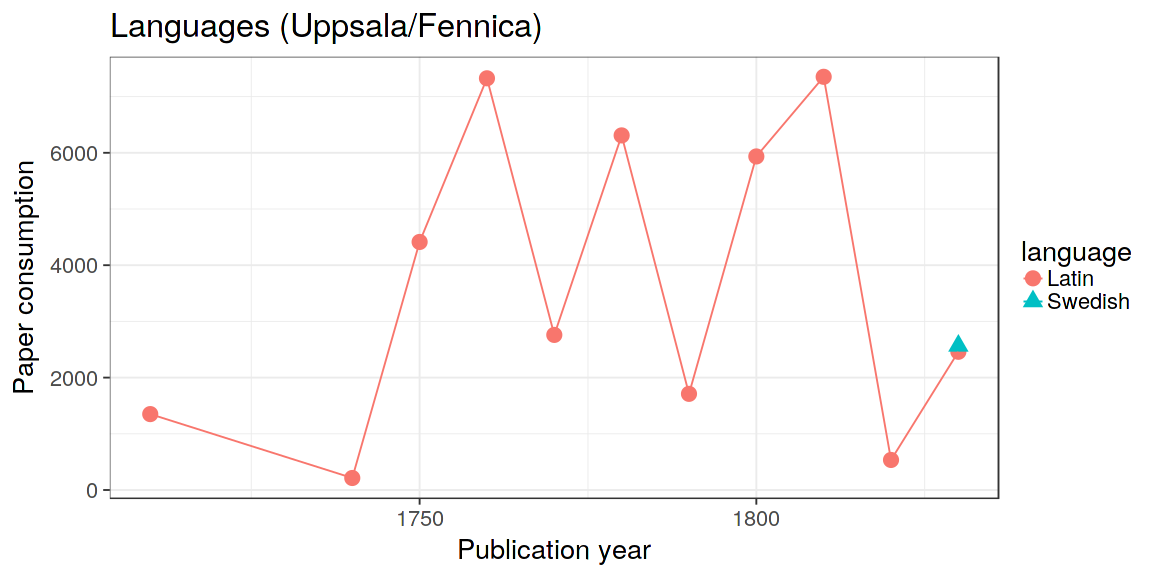 Languages (Uppsala/Fennica)
Paper consumption
6000
4000
2000
0
1750
1800
Publication year
language
Latin
Swedish